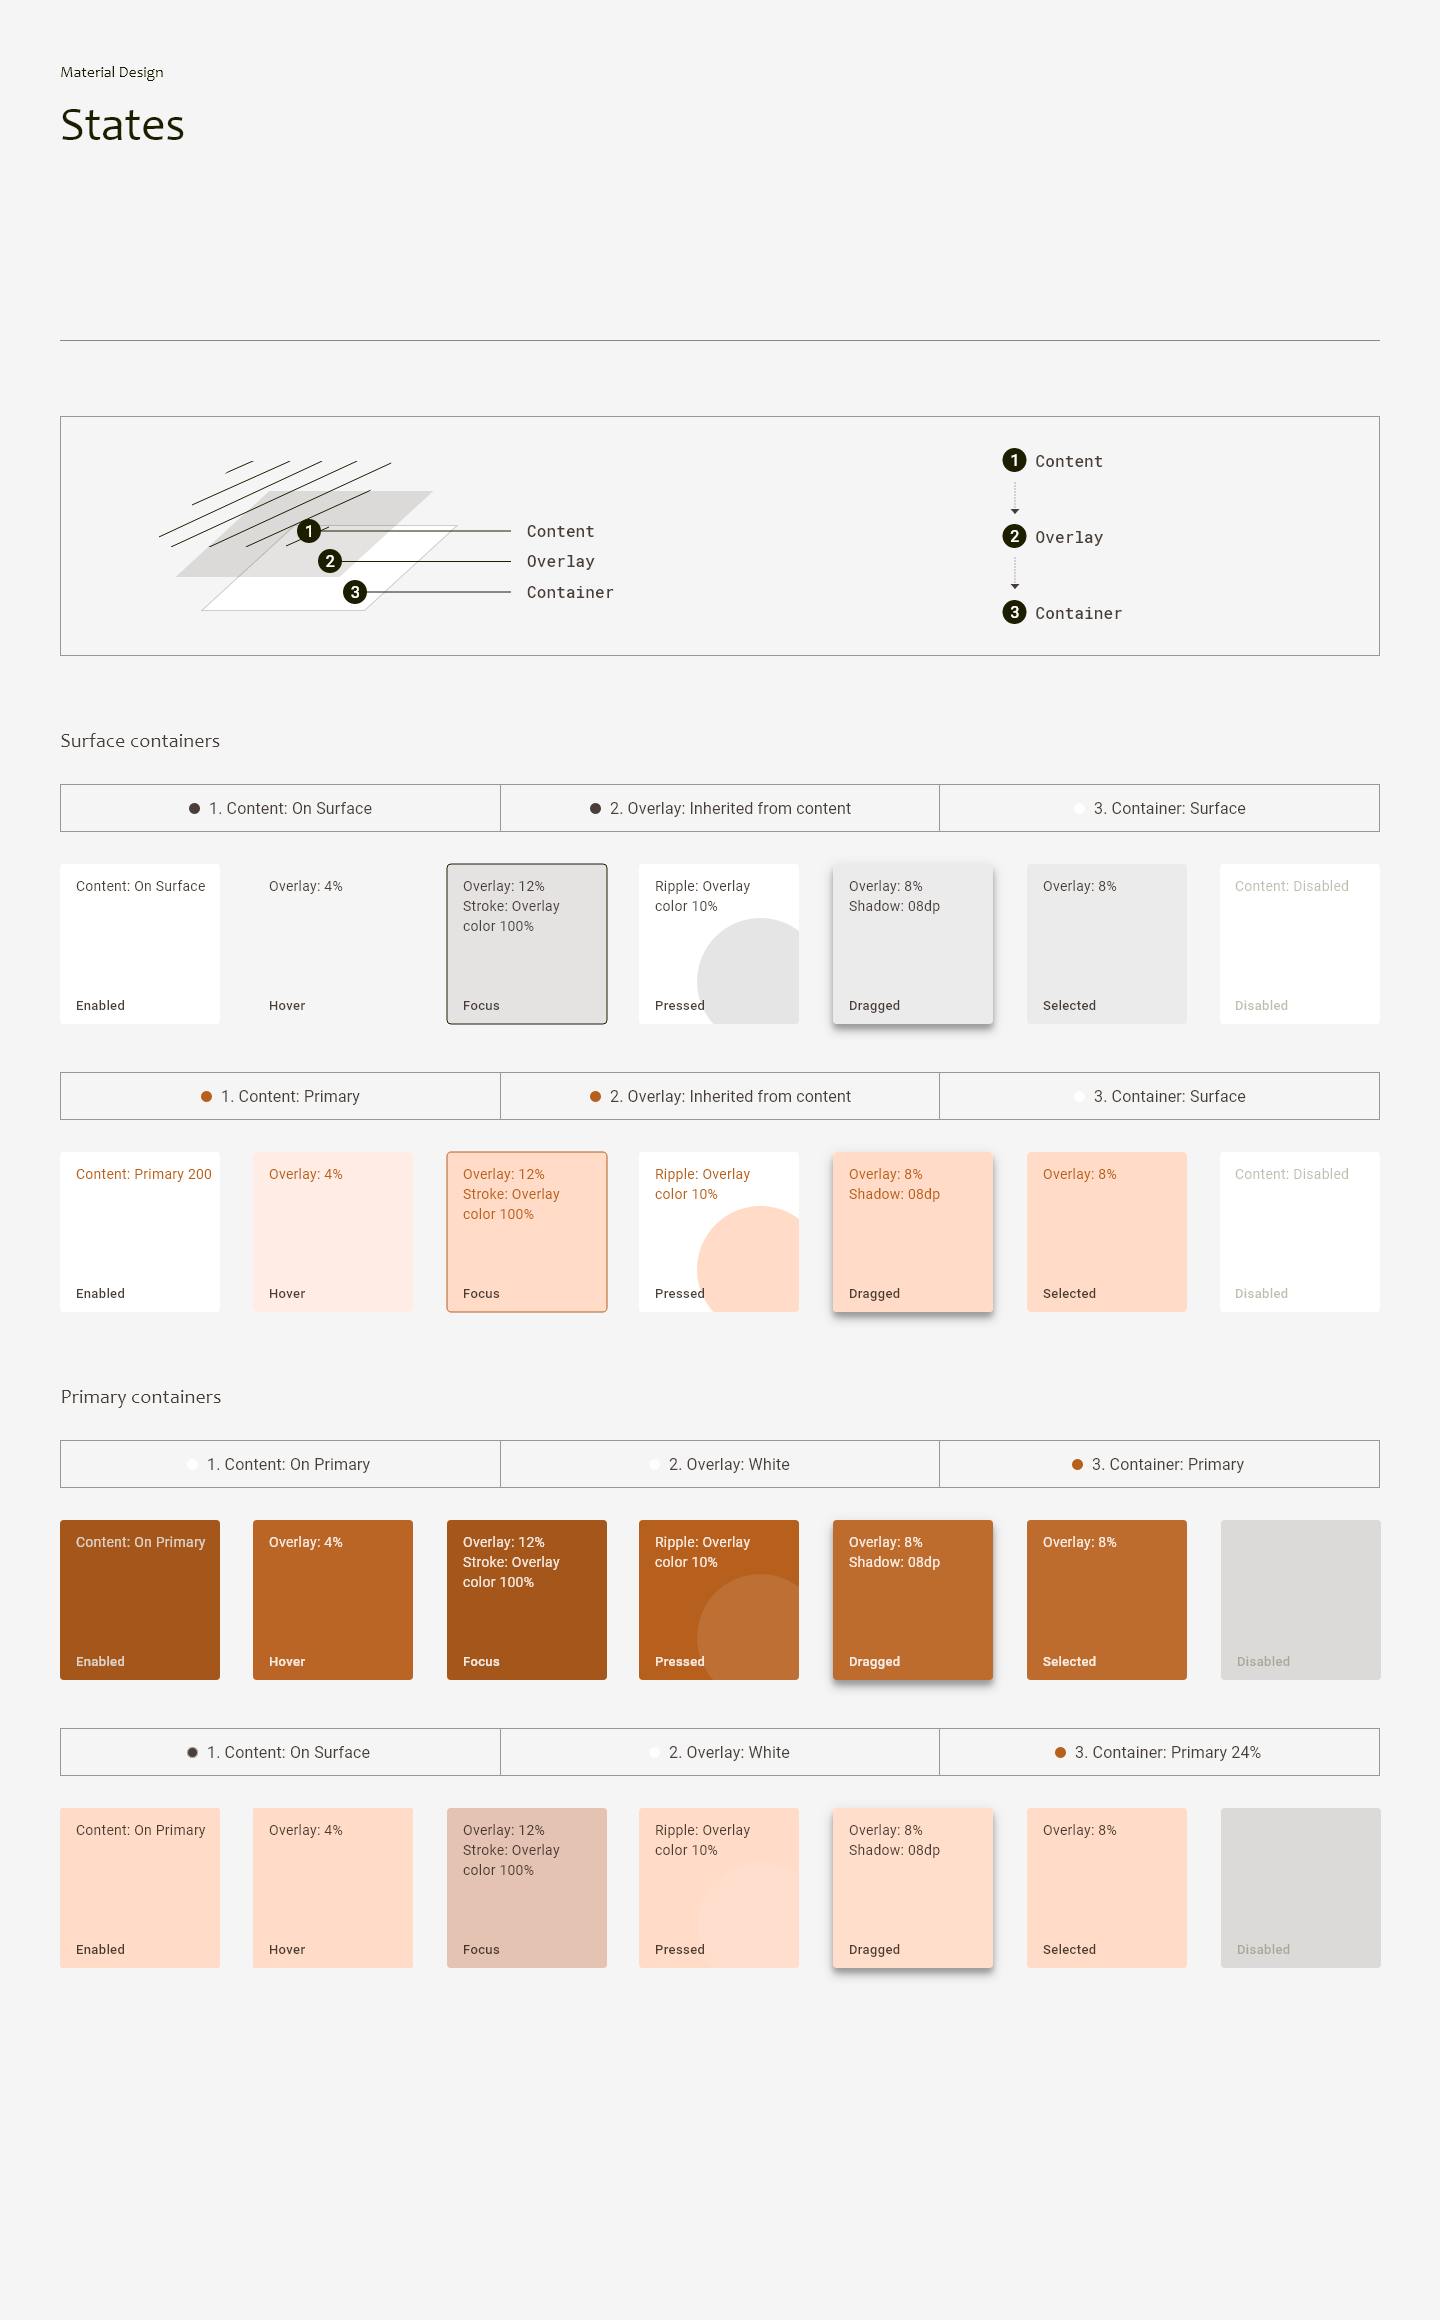 Material Design
States
1
2
3
Content
Overlay
Container
1 Content
2 Overlay
3 Container
Surface containers
1. Content: On Surface
2. Overlay: Inherited from content
3. Container: Surface
Content: On Surface
Enabled
Overlay: 4%
Hover
Overlay: 12%
Stroke: Overlay
color 100%
Focus
Ripple: Overlay
color 10%
Pressed
Overlay: 8%
Shadow: 08dp
Dragged
Overlay: 8%
Selected
Content: Disabled
Disabled
1. Content: Primary
2. Overlay: Inherited from content
3. Container: Surface
Content: Primary 200
Enabled
Overlay: 4%
Hover
Overlay: 12%
Stroke: Overlay
color 100%
Focus
Ripple: Overlay
color 10%
Pressed
Overlay: 8%
Shadow: 08dp
Dragged
Overlay: 8%
Selected
Content: Disabled
Disabled
Primary containers
1. Content: On Primary
2. Overlay: White
3. Container: Primary
Content: On Primary
Enabled
Overlay: 4%
Hover
Overlay: 12%
Stroke: Overlay
color 100%
Focus
Ripple: Overlay
color 10%
Pressed
Overlay: 8%
Shadow: 08dp
Dragged
Overlay: 8%
Selected
Disabled
1. Content: On Surface
2. Overlay: White
3. Container: Primary 24%
Content: On Primary
Enabled
Overlay: 4%
Hover
Overlay: 12%
Stroke: Overlay
color 100%
Focus
Ripple: Overlay
color 10%
Pressed
Overlay: 8%
Shadow: 08dp
Dragged
Overlay: 8%
Selected
Disabled